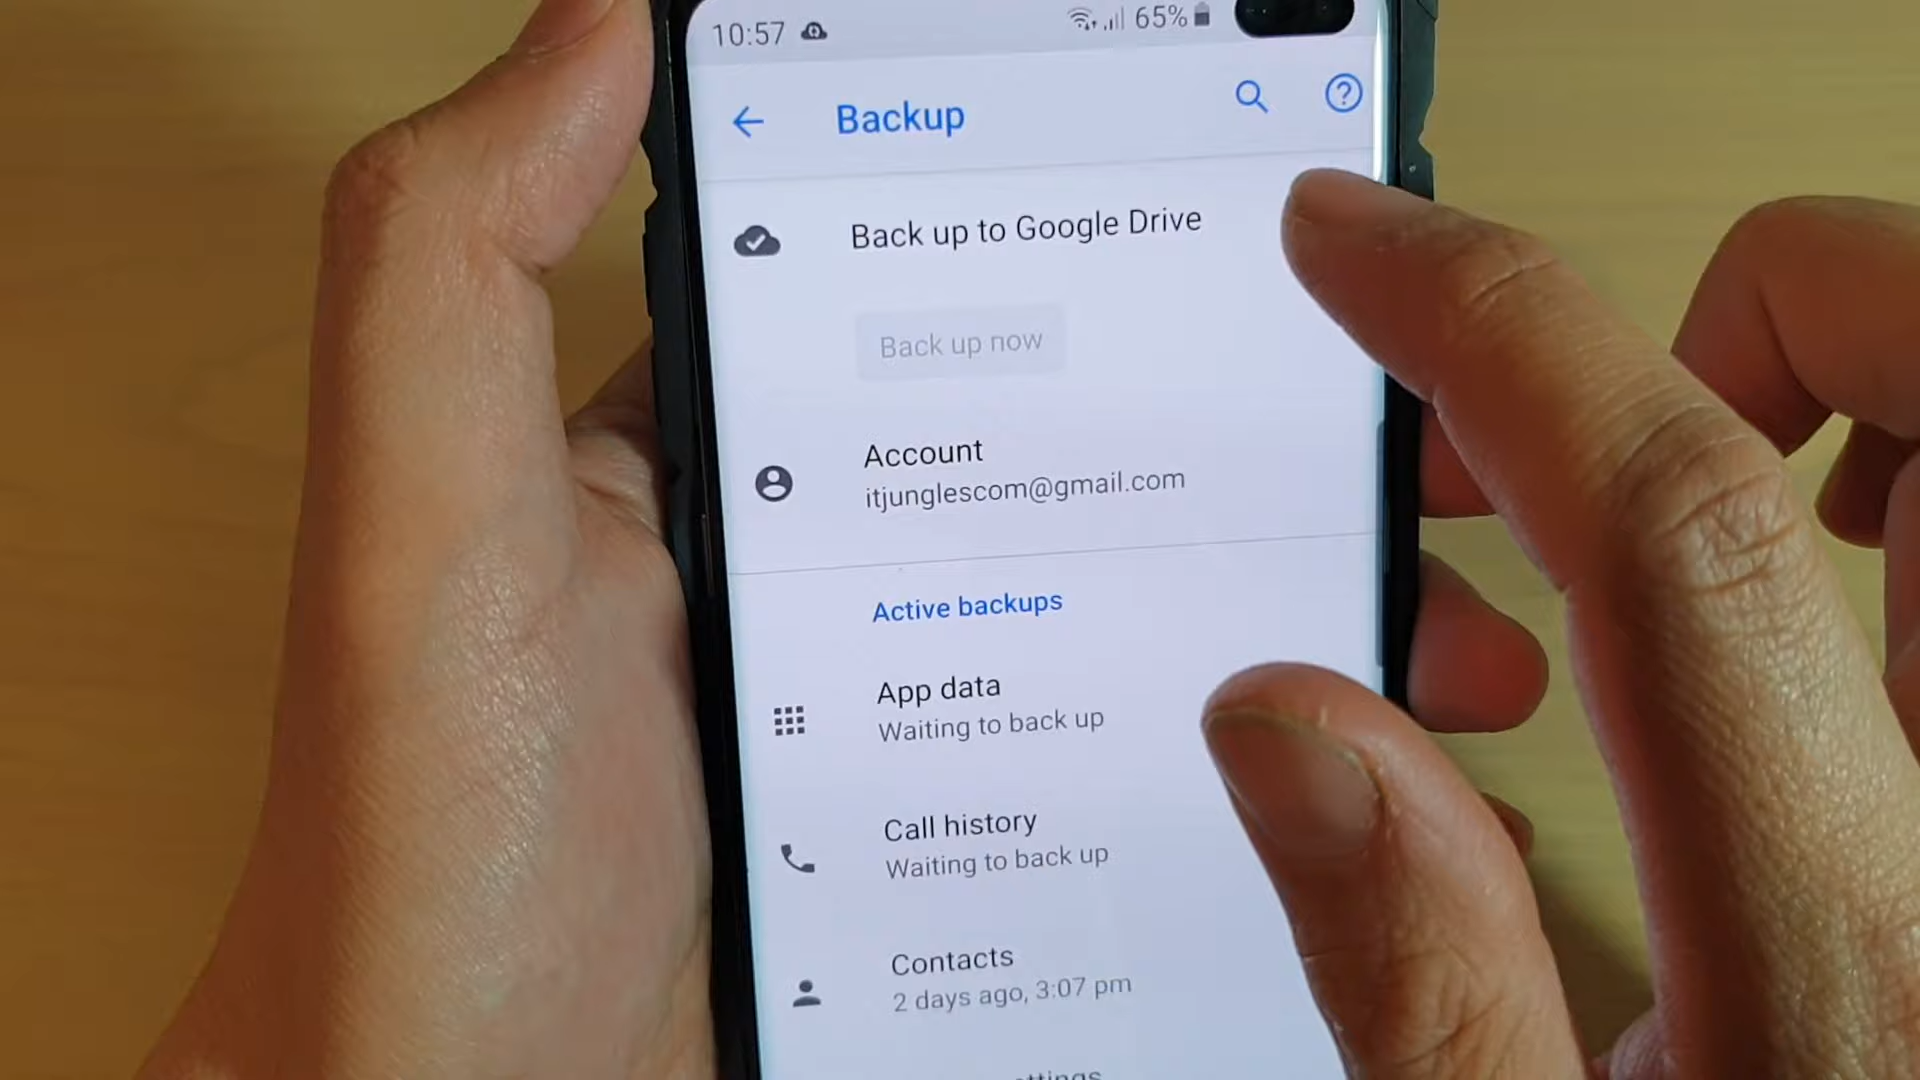 10:57 65%
Backup
Back up to Google Drive
Back up now
Account
itjunglescom@gmail.com
Active backups
App data
Waiting to back up
Call history
Waiting to back up
Contacts
2 days ago, 3:07 pm